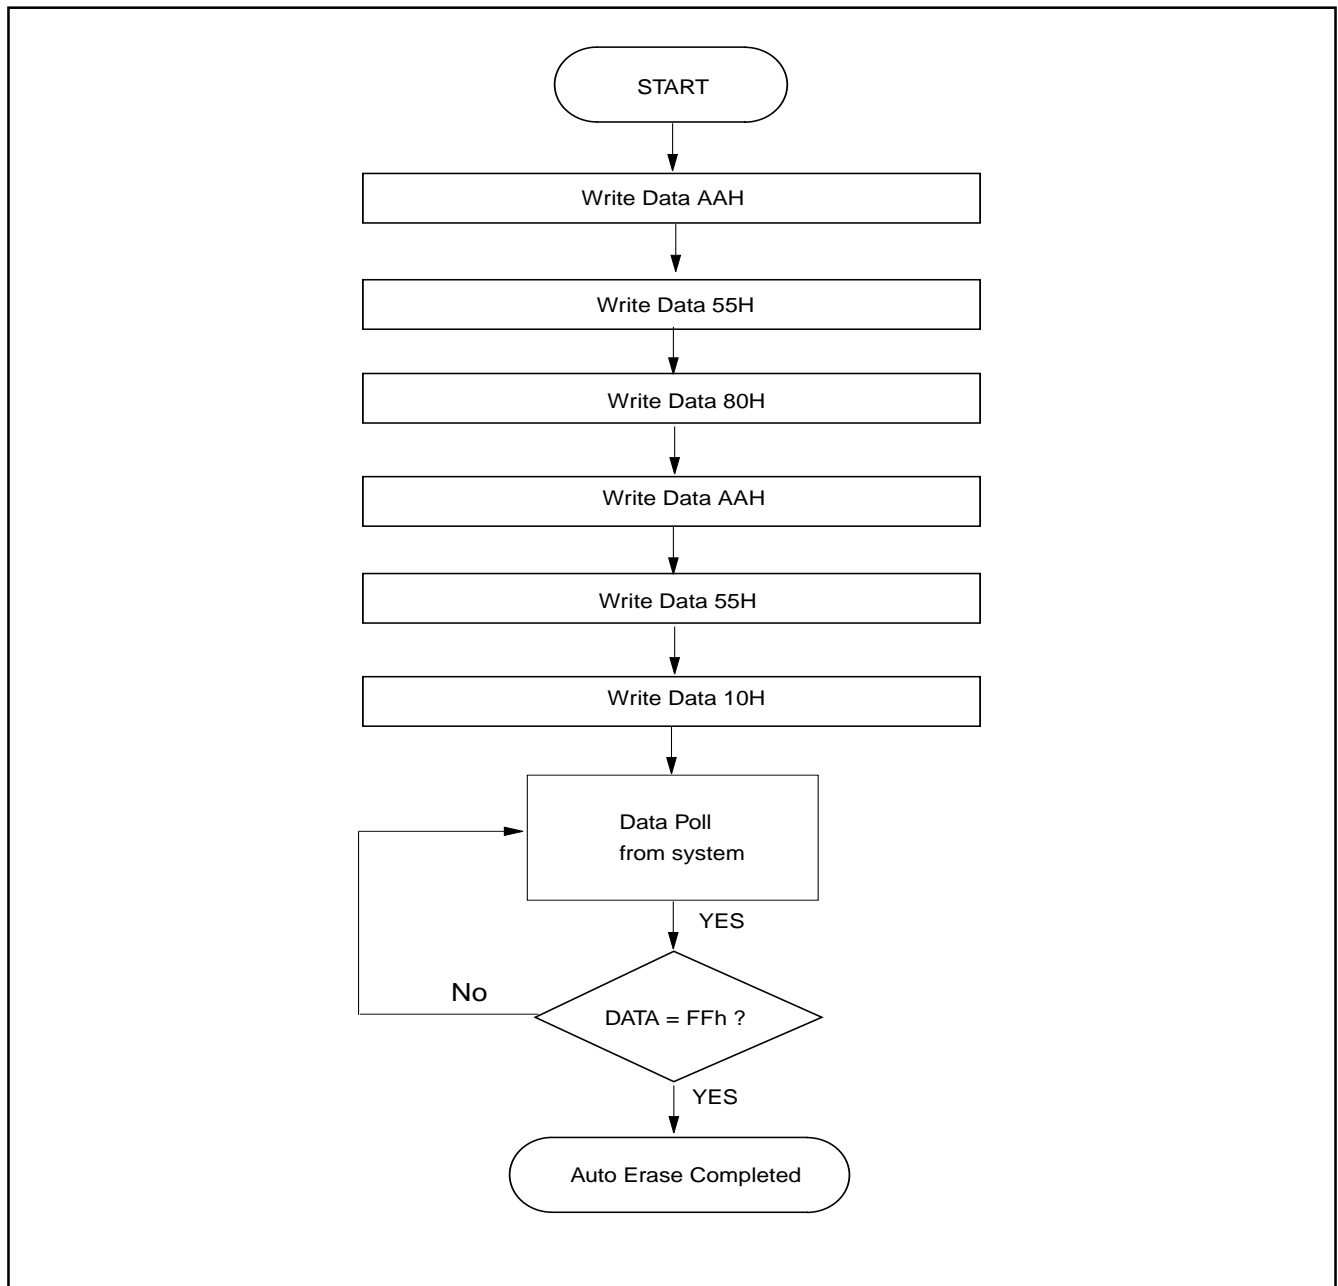 START
Write Data AAH
Write Data 55H
Write Data 80H
Write Data AAH
Write Data 55H
Write Data 10H
Data Poll
from system
YES
No
DATA = FFh ?
YES
Auto Erase Completed